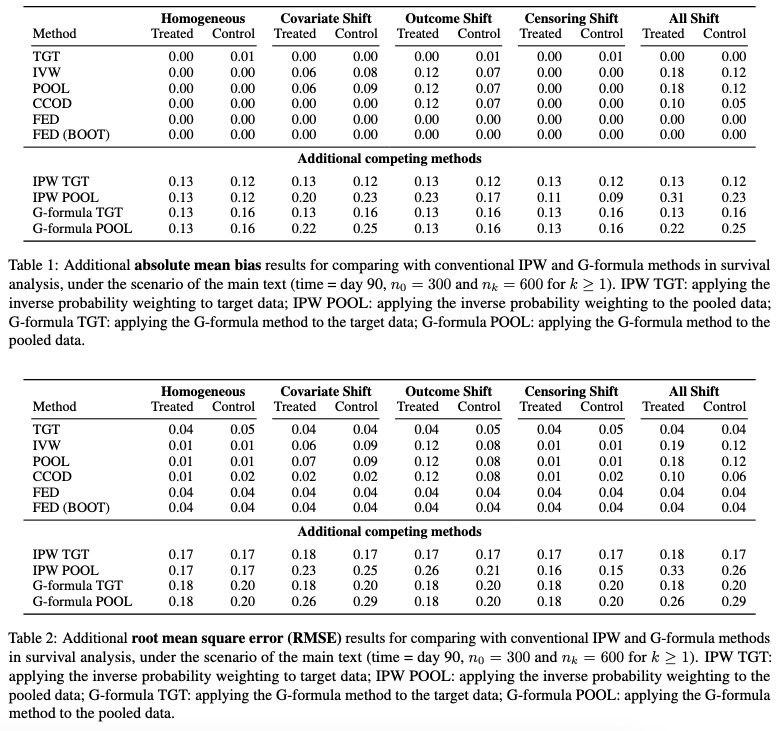 Homogeneous Covariate Shift Outcome Shift Censoring Shift All Shift
Method Treated Control Treated Control Treated Control Treated Control Treated Control
TGT 0.00 0.01 0.00 0.00 0.00 0.01 0.00 0.01 0.00 0.00
IVW 0.00 0.00 0.06 0.08 0.12 0.07 0.00 0.00 0.18 0.12
POOL 0.00 0.00 0.06 0.09 0.12 0.07 0.00 0.00 0.18 0.12
CCOD 0.00 0.00 0.00 0.00 0.12 0.07 0.00 0.00 0.10 0.05
FED 0.00 0.00 0.00 0.00 0.00 0.00 0.00 0.00 0.00 0.00
FED (BOOT) 0.00 0.00 0.00 0.00 0.00 0.00 0.00 0.00 0.00 0.00
Additional competing methods
IPW TGT 0.13 0.12 0.13 0.12 0.13 0.12 0.13 0.12 0.13 0.12
IPW POOL 0.13 0.12 0.20 0.23 0.23 0.17 0.11 0.09 0.31 0.23
G-formula TGT 0.13 0.16 0.13 0.16 0.13 0.16 0.13 0.16 0.13 0.16
G-formula POOL 0.13 0.16 0.22 0.25 0.13 0.16 0.13 0.16 0.22 0.25
Table 1: Additional absolute mean bias results for comparing with conventional IPW and G-formula methods in survival
analysis, under the scenario of the main text (time = day 90, n₀ = 300 and nₖ = 600 for k ≥ 1). IPW TGT: applying the
inverse probability weighting to target data; IPW POOL: applying the inverse probability weighting to the pooled data;
G-formula TGT: applying the G-formula method to the target data; G-formula POOL: applying the G-formula method to the
pooled data.
Homogeneous Covariate Shift Outcome Shift Censoring Shift All Shift
Method Treated Control Treated Control Treated Control Treated Control Treated Control
TGT 0.04 0.05 0.04 0.04 0.04 0.05 0.04 0.05 0.04 0.04
IVW 0.01 0.01 0.06 0.09 0.12 0.08 0.01 0.01 0.19 0.12
POOL 0.01 0.01 0.07 0.09 0.12 0.08 0.01 0.01 0.18 0.12
CCOD 0.01 0.02 0.02 0.02 0.12 0.08 0.01 0.02 0.10 0.06
FED 0.04 0.04 0.04 0.04 0.04 0.04 0.04 0.04 0.04 0.04
FED (BOOT) 0.04 0.04 0.04 0.04 0.04 0.04 0.04 0.04 0.04 0.04
Additional competing methods
IPW TGT 0.17 0.17 0.18 0.17 0.17 0.17 0.17 0.17 0.18 0.17
IPW POOL 0.17 0.17 0.23 0.25 0.26 0.21 0.16 0.15 0.33 0.26
G-formula TGT 0.18 0.20 0.18 0.20 0.18 0.20 0.18 0.20 0.18 0.20
G-formula POOL 0.18 0.20 0.26 0.29 0.18 0.20 0.18 0.20 0.26 0.29
Table 2: Additional root mean square error (RMSE) results for comparing with conventional IPW and G-formula methods
in survival analysis, under the scenario of the main text (time = day 90, n₀ = 300 and nₖ = 600 for k ≥ 1). IPW TGT:
applying the inverse probability weighting to target data; IPW POOL: applying the inverse probability weighting to the
pooled data; G-formula TGT: applying the G-formula method to the target data; G-formula POOL: applying the G-formula
method to the pooled data.